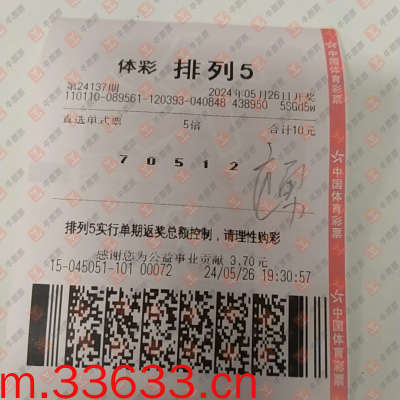 体彩 排列5
第24137期 2024年05月26日开奖
110110-089561-120393-040848 438950 5SGd5w
直选单式票 5倍 合计10元
7 0 5 1 2
排列5实行单期返奖总额控制，请理性购彩
感谢您为公益事业贡献 3.70元
15-045051-101 00072 24/05/26 19:30:57
中国体育彩票
中国体育彩票
中国体育彩票
m.33633.cn